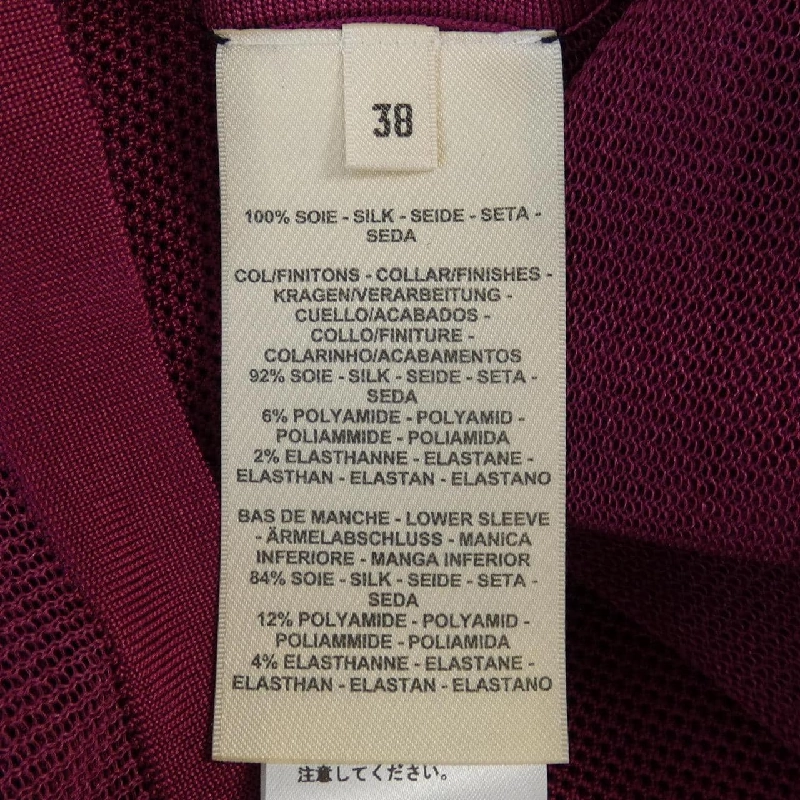 38
100% SOIE - SILK - SEIDE - SETA -
SEDA
COL/FINITONS - COLLAR/FINISHES -
KRAGEN/VERARBEITUNG -
CUELLO/ACABADOS -
COLLO/FINITURE -
COLARINHO/ACABAMENTOS
92% SOIE - SILK - SEIDE - SETA -
SEDA
6% POLYAMIDE - POLYAMID -
POLIAMMIDE - POLIAMIDA
2% ELASTHANNE - ELASTANE -
ELASTHAN - ELASTAN - ELASTANO
BAS DE MANCHE - LOWER SLEEVE
- ÄRMELABSCHLUSS - MANICA
INFERIORE - MANGA INFERIOR
84% SOIE - SILK - SEIDE - SETA -
SEDA
12% POLYAMIDE - POLYAMID -
POLIAMMIDE - POLIAMIDA
4% ELASTHANNE - ELASTANE -
ELASTHAN - ELASTAN - ELASTANO
注意してください。